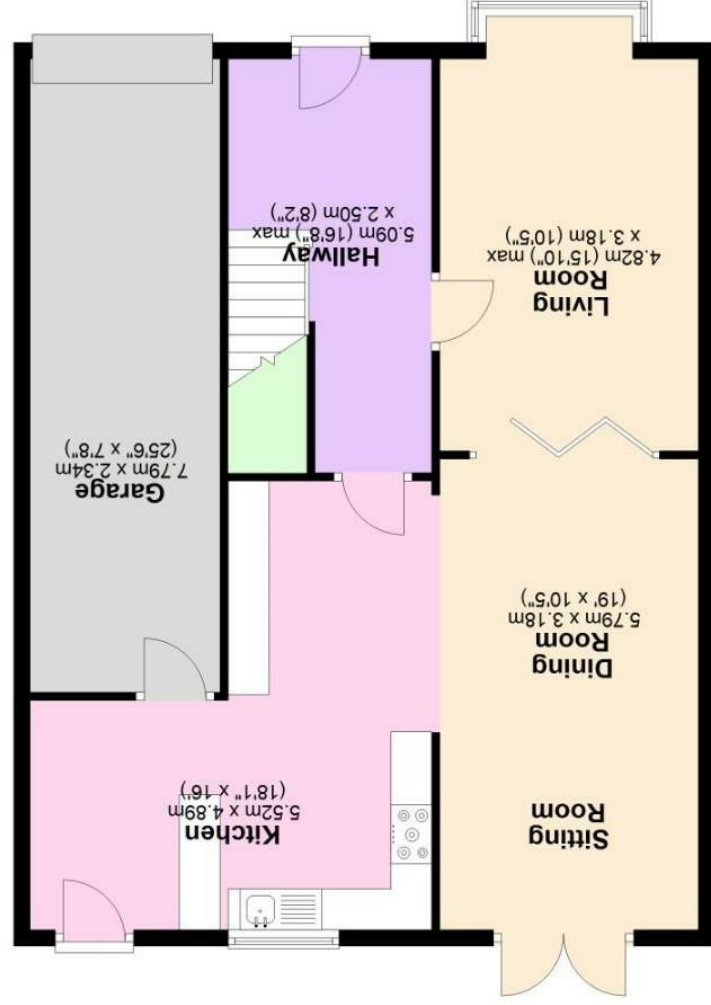 Sitting
Room
Kitchen
5.52m x 4.89m
(18'1" x 16')
Dining
Room
5.79m x 3.18m
(19' x 10'5")
Garage
7.79m x 2.34m
(25'6" x 7'8")
Living
Room
4.82m (15'10") max
x 3.18m (10'5")
Hallway
5.09m (16'8") max
x 2.50m (8'2")